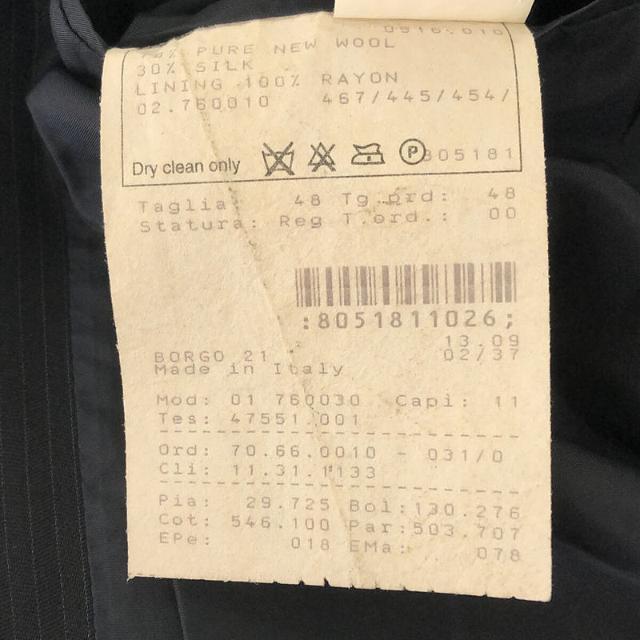 0916.010
70% PURE NEW WOOL
30% SILK
LINING 100% RAYON
02.760010 467/445/454/
Dry clean only P 805181
Taglia: 48 Tg.ord: 48
Statura: Reg T.ord.: 00
:8051811026;
13.09
BORGO 21 02/37
Made in Italy
Mod: 01 760030 Capi: 11
Tes: 47551.001
Ord: 70.66.0010 - 031/0
Cli: 11.31.1133
Pia: 29.725 Bol:130.276
Cot: 546.100 Par:503.707
EPe: 018 EMa: 078